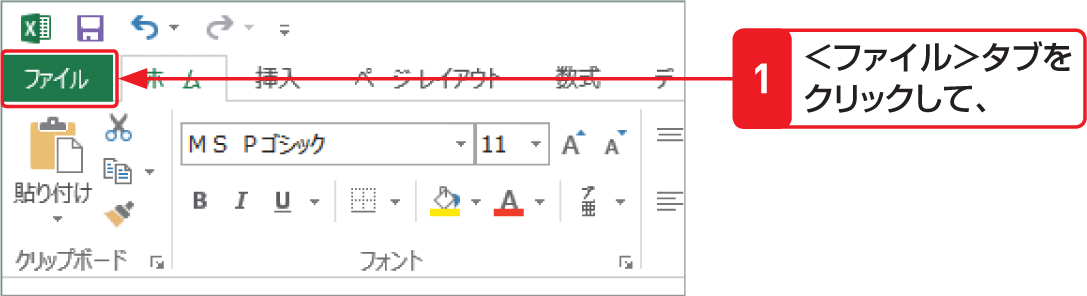 ファイル ホーム 挿入 ページ レイアウト 数式 デ
1 <ファイル>タブを
クリックして、
MS Pゴシック 11 A A
貼り付け
B I U A ア亜
クリップボード フォント